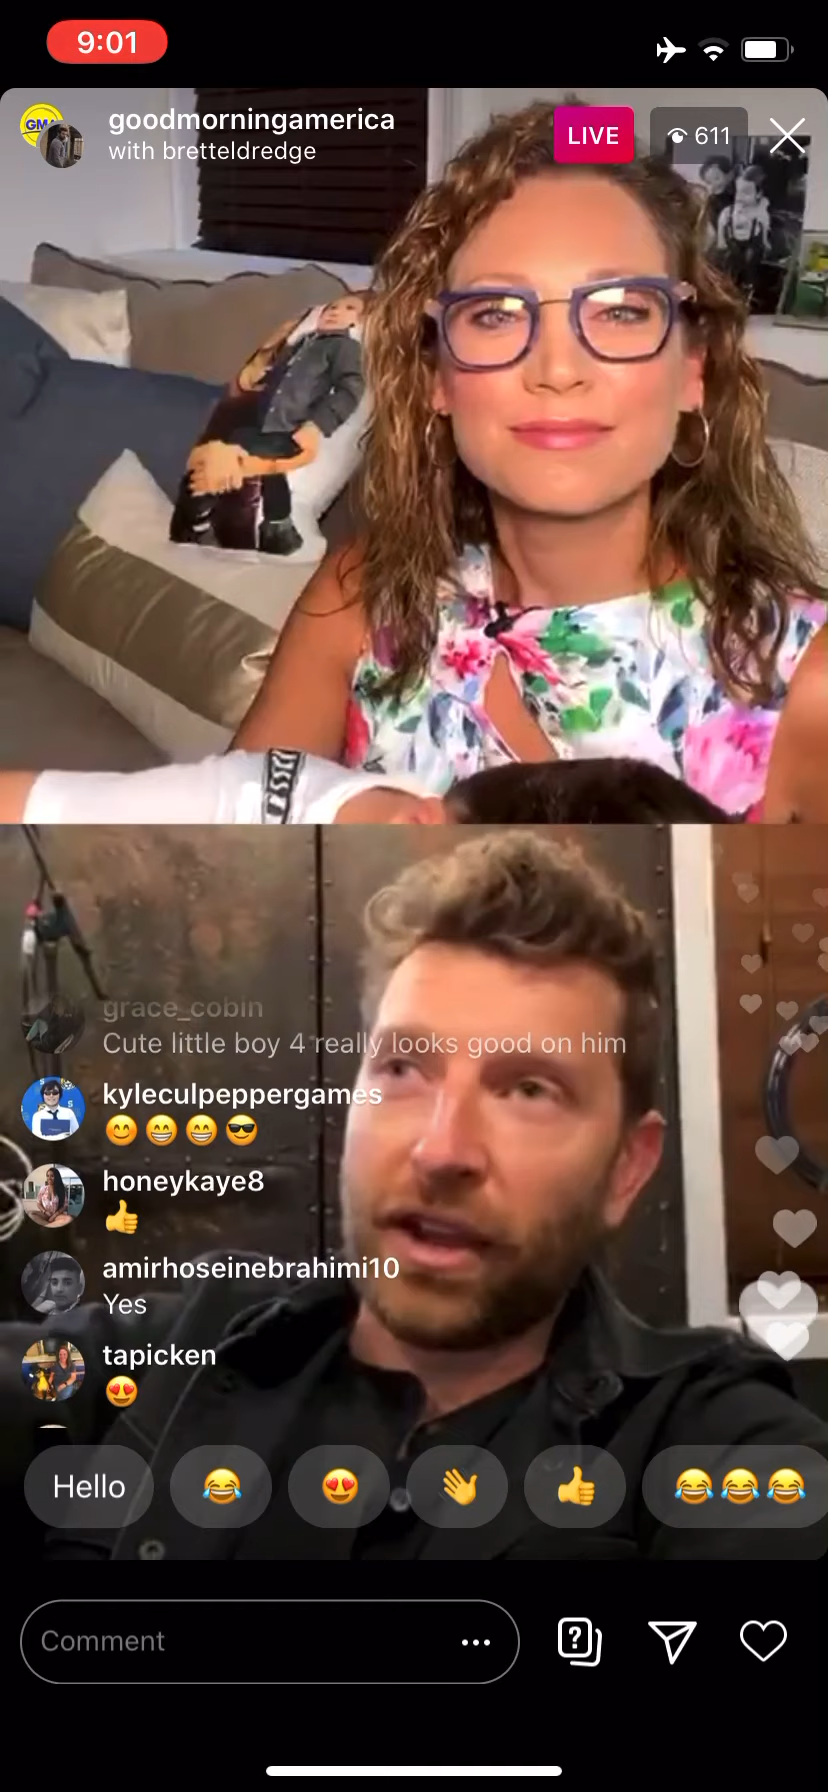 9:01
GMA
goodmorningamerica
with bretteldredge
LIVE
611
grace_cobin
Cute little boy 4 really looks good on him
kyleculpeppergames
😊😁😁😎
honeykaye8
👍
amirhoseinebrahimi10
Yes
tapicken
😍
Hello 😂 😍 👋 👍 😂😂😂
Comment